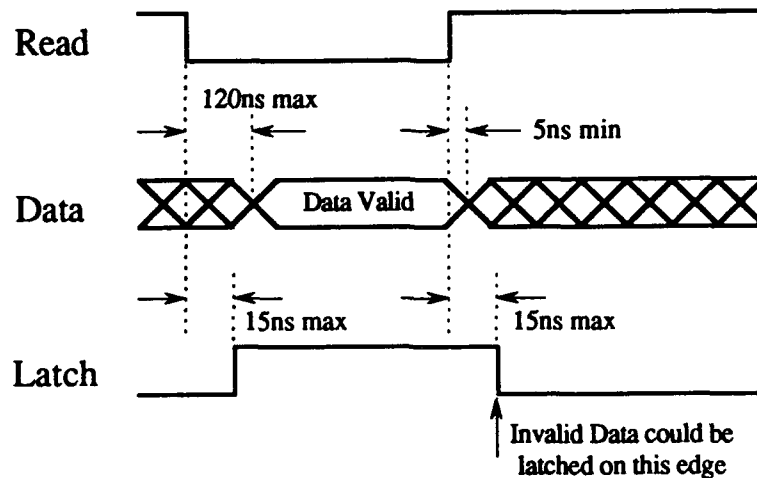 Read
120ns max
5ns min
Data
Data Valid
15ns max
15ns max
Latch
Invalid Data could be
latched on this edge